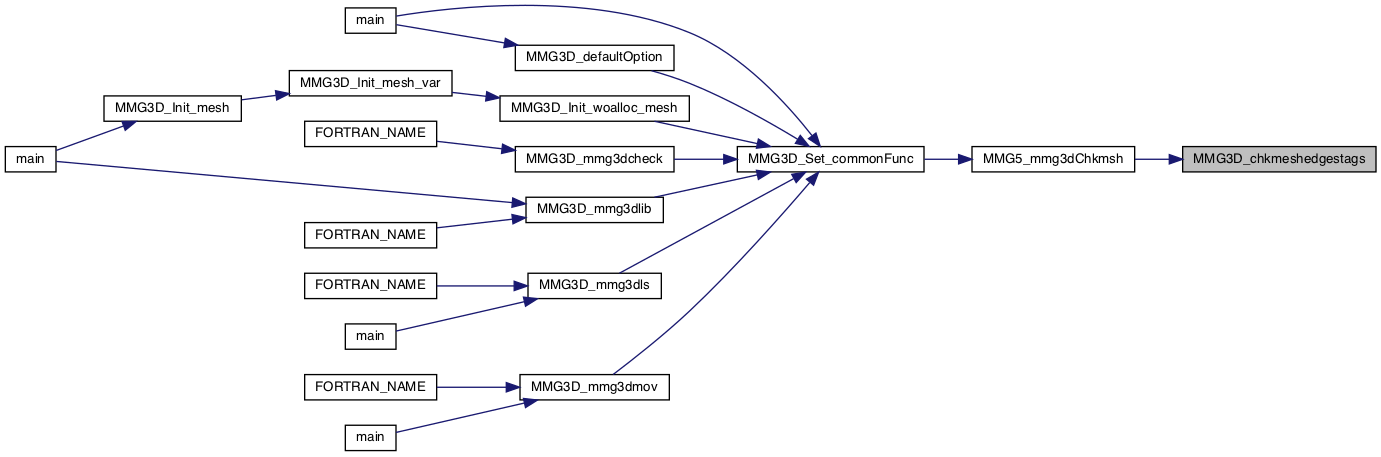 main
MMG3D_defaultOption
MMG3D_Init_mesh_var
MMG3D_Init_mesh
MMG3D_Init_woalloc_mesh
FORTRAN_NAME
main
MMG3D_mmg3dcheck
MMG3D_Set_commonFunc
MMG5_mmg3dChkmsh
MMG3D_chkmeshedgestags
MMG3D_mmg3dlib
FORTRAN_NAME
FORTRAN_NAME
MMG3D_mmg3dls
main
FORTRAN_NAME
MMG3D_mmg3dmov
main